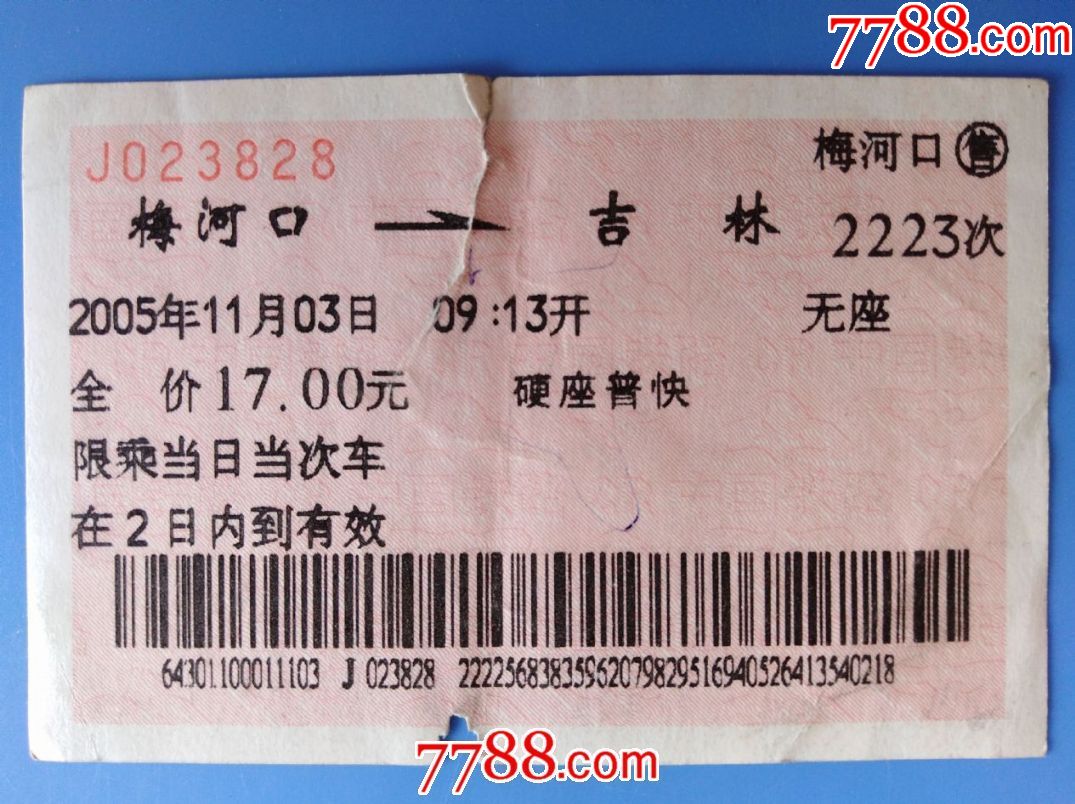 7788.com
J023828
梅河口售
梅河口 → 吉林 2223次
2005年11月03日 09:13开 无座
全 价17.00元 硬座普快
限乘当日当次车
在2日内到有效
64301100011103 J 023828 2222568383596207982951694052641354​0218
7788.com